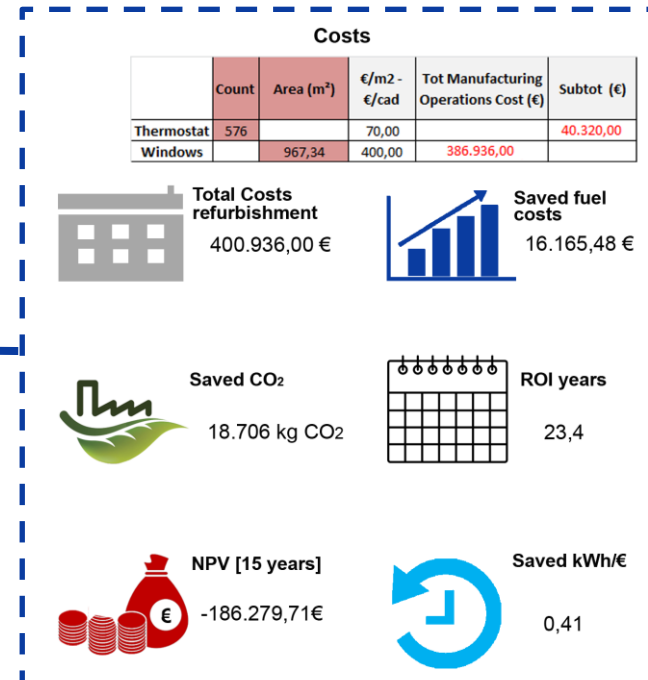 Costs
Count Area (m²) €/m2 - €/cad Tot Manufacturing Operations Cost (€) Subtot (€)
Thermostat 576 70,00 40.320,00
Windows 967,34 400,00 386.936,00
Total Costs
refurbishment
400.936,00 €
Saved fuel
costs
16.165,48 €
Saved CO₂
18.706 kg CO2
ROI years
23,4
NPV [15 years]
-186.279,71€
€
Saved kWh/€
0,41